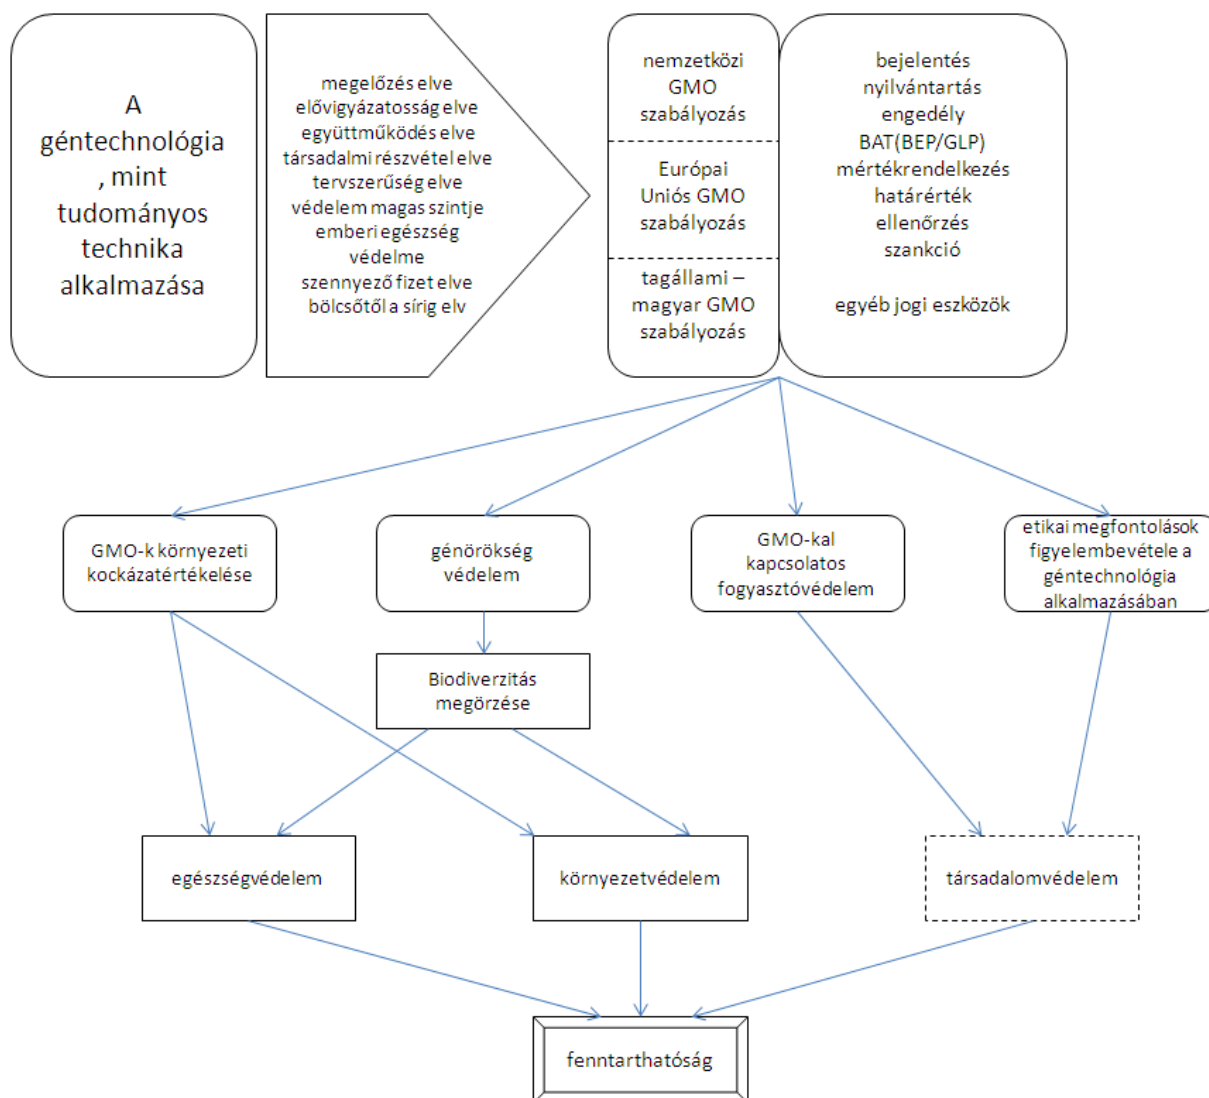 A
géntechnológia
, mint
tudományos
technika
alkalmazása
megelőzés elve
elővigyázatosság elve
együttműködés elve
társadalmi részvétel elve
tervszerűség elve
védelem magas szintje
emberi egészség
védelme
szennyező fizet elve
bölcsőtől a sírig elv
nemzetközi
GMO
szabályozás
Európai
Uniós GMO
szabályozás
tagállami –
magyar GMO
szabályozás
bejelentés
nyilvántartás
engedély
BAT(BEP/GLP)
mértékrendelkezés
határérték
ellenőrzés
szankció
egyéb jogi eszközök
GMO-k környezeti
kockázatértékelése
génörökség
védelem
GMO-kal
kapcsolatos
fogyasztóvédelem
etikai megfontolások
figyelembevétele a
géntechnológia
alkalmazásában
Biodiverzitás
megörzése
egészségvédelem
környezetvédelem
társadalomvédelem
fenntarthatóság